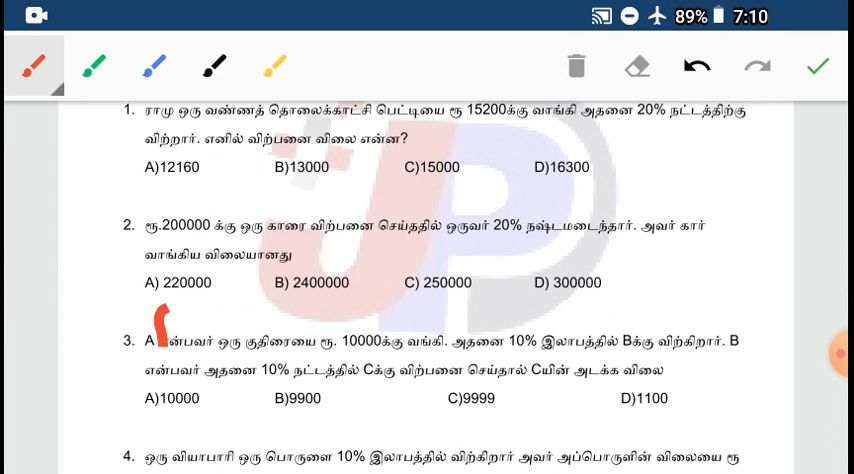 89% 7:10
1. ராமு ஒரு வண்ணத் தொலைக்காட்சி பெட்டியை ரூ 15200க்கு வாங்கி அதனை 20% நட்டத்திற்கு
விற்றார். எனில் விற்பனை விலை என்ன?
A)12160 B)13000 C)15000 D)16300
2. ரூ.200000 க்கு ஒரு காரை விற்பனை செய்ததில் ஒருவர் 20% நஷ்டமடைந்தார். அவர் கார்
வாங்கிய விலையானது
A) 220000 B) 2400000 C) 250000 D) 300000
3. A ன்பவர் ஒரு குதிரையை ரூ. 10000க்கு வங்கி. அதனை 10% இலாபத்தில் Bக்கு விற்கிறார். B
என்பவர் அதனை 10% நட்டத்தில் Cக்கு விற்பனை செய்தால் Cயின் அடக்க விலை
A)10000 B)9900 C)9999 D)1100
4. ஒரு வியாபாரி ஒரு பொருளை 10% இலாபத்தில் விற்கிறார் அவர் அப்பொருளின் விலையை ரூ